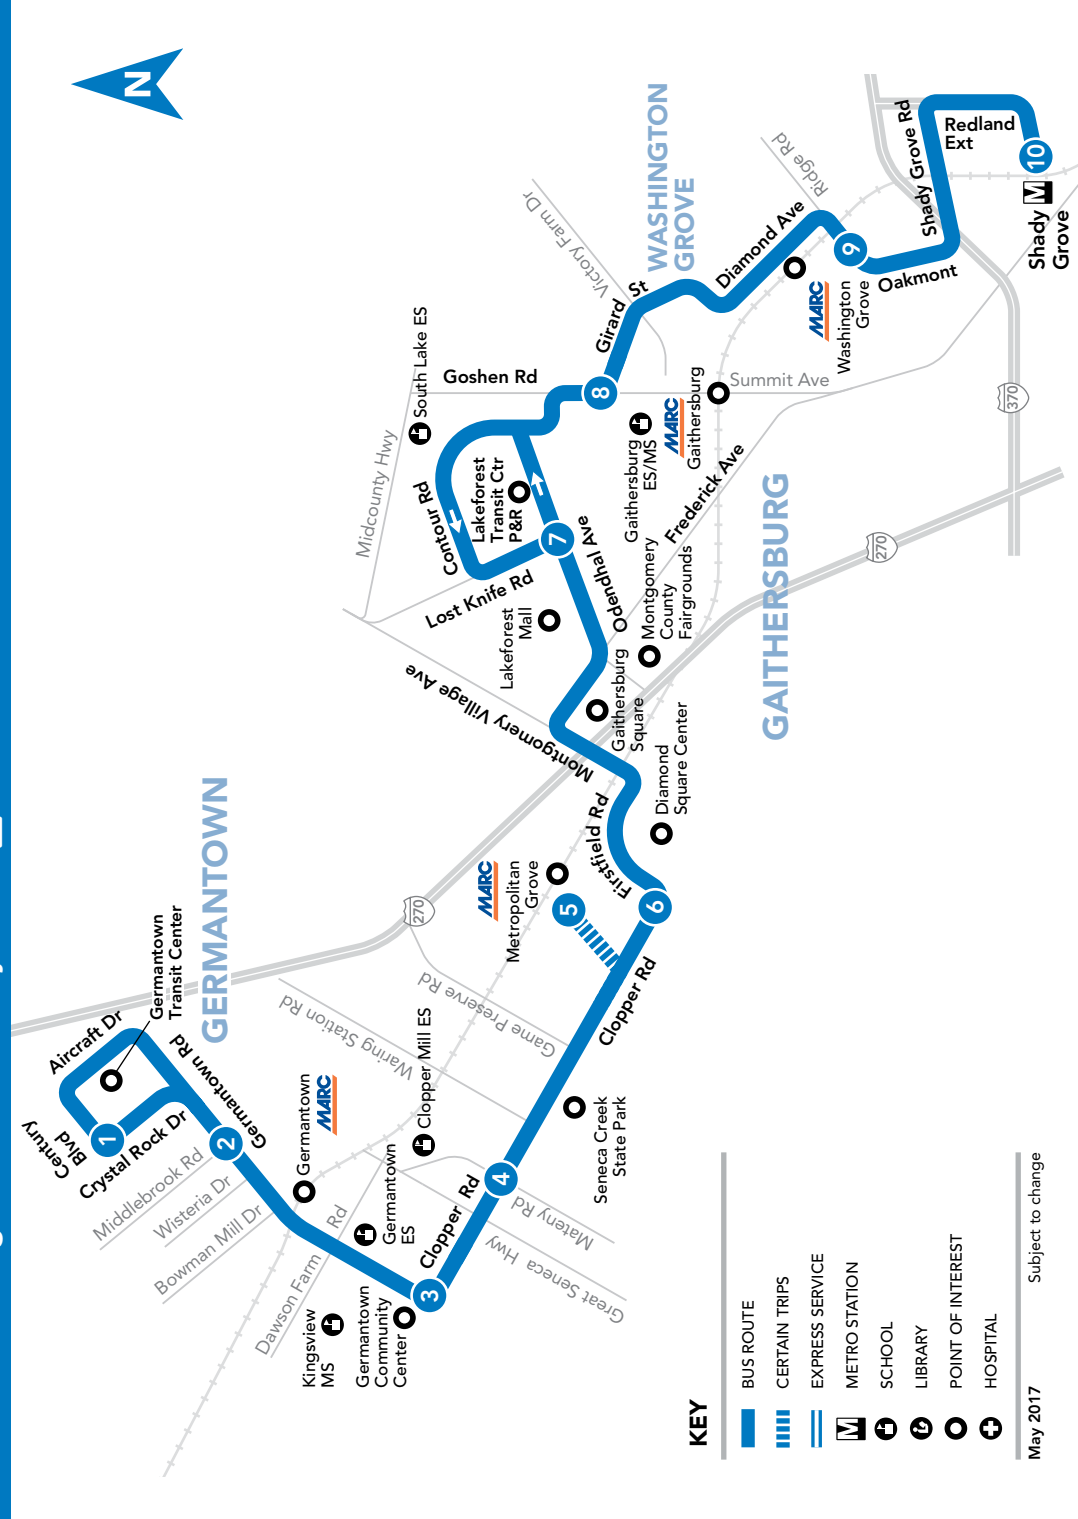 N
GERMANTOWN
Aircraft Dr
Century
Blvd
Germantown
Transit Center
1
Crystal Rock Dr
Germantown Rd
2
Middlebrook Rd
Wisteria Dr
Bowman Mill Dr
Germantown
MARC
Dawson Farm Rd
Kingsview
MS
Germantown
ES
Germantown
Community
Center
3
Clopper Rd
Clopper Mill ES
4
Great Seneca Hwy
Mateny Rd
Waring Station Rd
Game Preserve Rd
270
Seneca Creek
State Park
Clopper Rd
MARC
Metropolitan
Grove
5
6
Firstfield Rd
Diamond
Square Center
Montgomery Village Ave
Gaithersburg
Square
Montgomery
County
Fairgrounds
GAITHERSBURG
270
Lakeforest
Mall
Lost Knife Rd
Odendhal Ave
7
Contour Rd
Lakeforest
Transit Ctr
P&R
Midcounty Hwy
South Lake ES
Goshen Rd
8
Gaithersburg
ES/MS
MARC
Gaithersburg
Frederick Ave
Summit Ave
Girard St
Victory Farm Dr
WASHINGTON
GROVE
Diamond Ave
Ridge Rd
MARC
Washington
Grove
9
Oakmont
370
Shady Grove Rd
Redland
Ext
10
M
Shady
Grove
KEY
BUS ROUTE
CERTAIN TRIPS
EXPRESS SERVICE
M
METRO STATION
SCHOOL
LIBRARY
POINT OF INTEREST
HOSPITAL
May 2017
Subject to change